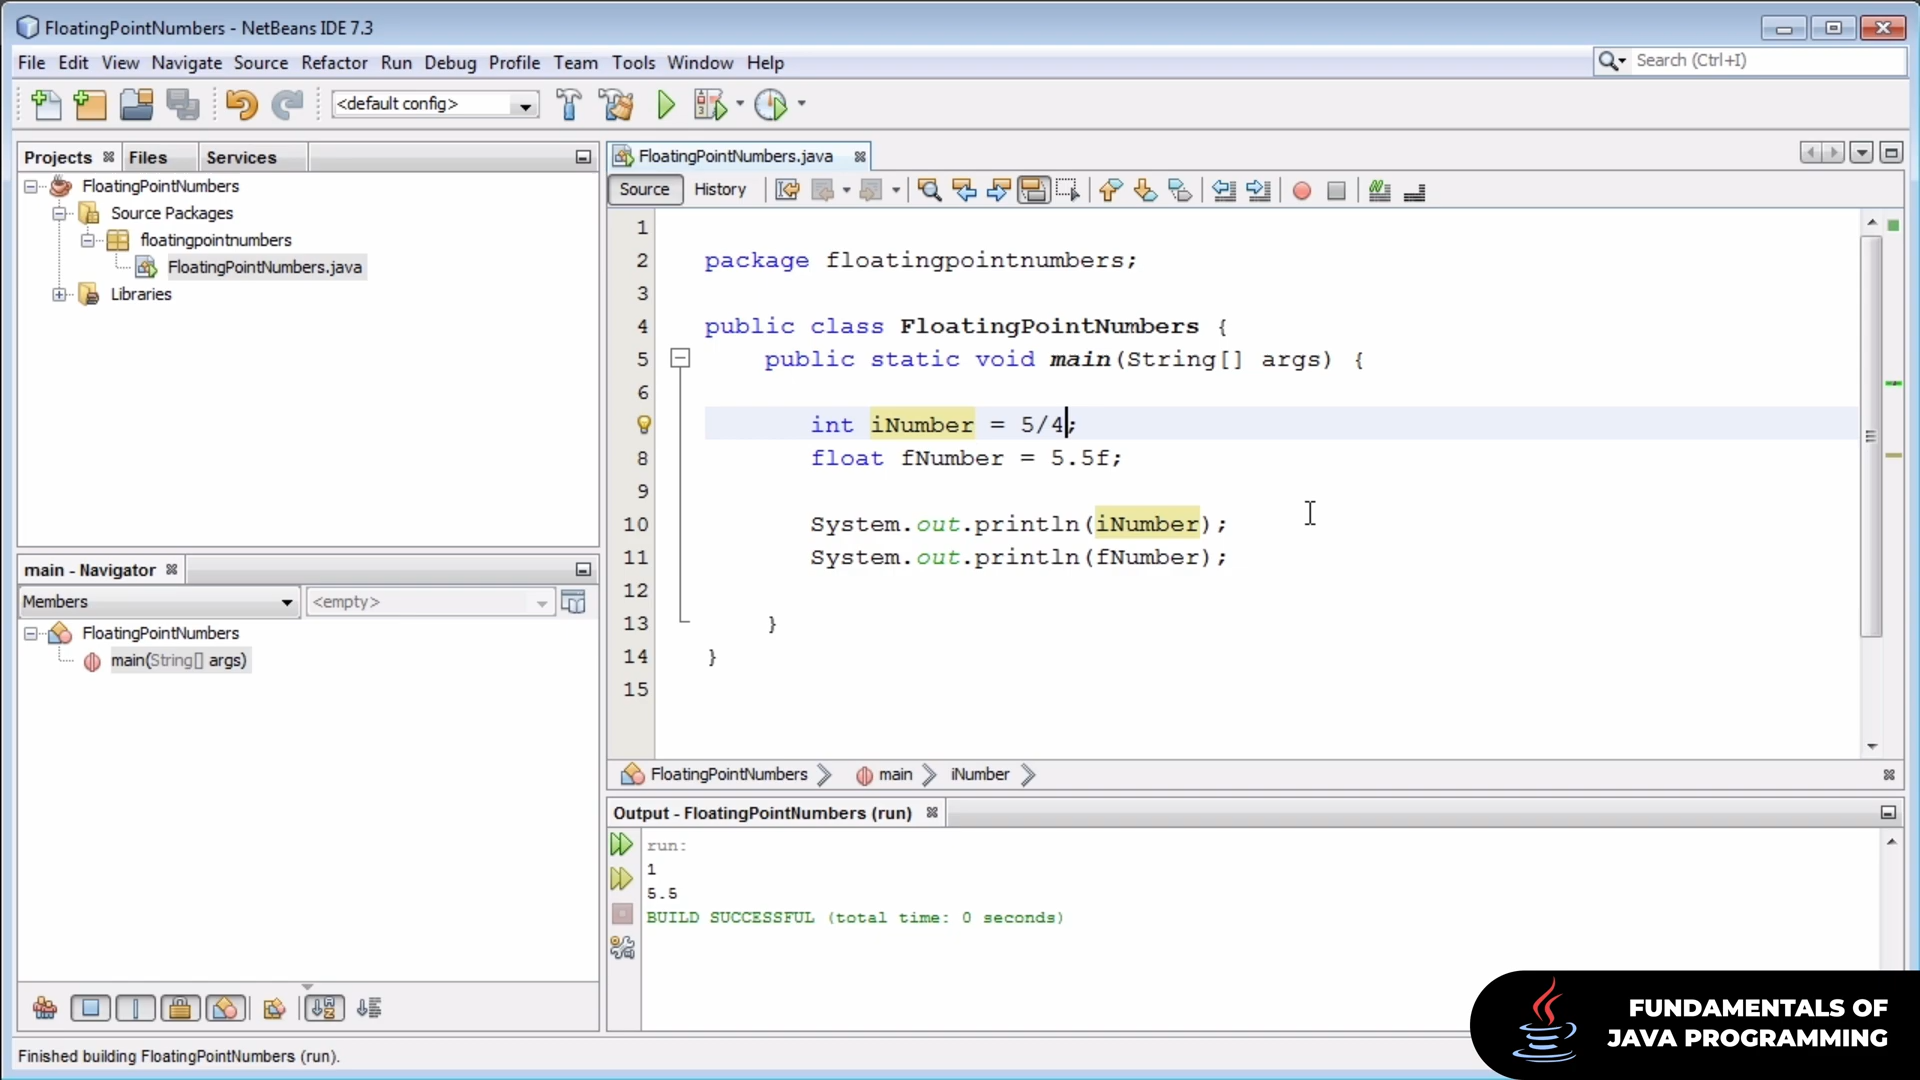 FloatingPointNumbers - NetBeans IDE 7.3
File Edit View Navigate Source Refactor Run Debug Profile Team Tools Window Help
Search (Ctrl+I)
<default config>
Projects Files Services
FloatingPointNumbers
Source Packages
floatingpointnumbers
FloatingPointNumbers.java
Libraries
main - Navigator
Members <empty>
FloatingPointNumbers
main(String[] args)
FloatingPointNumbers.java
Source History
1
2 package floatingpointnumbers;
3
4 public class FloatingPointNumbers {
5 public static void main(String[] args) {
6
int iNumber = 5/4;
8 float fNumber = 5.5f;
9
10 System.out.println(iNumber);
11 System.out.println(fNumber);
12
13 }
14 }
15
FloatingPointNumbers main iNumber
Output - FloatingPointNumbers (run)
run:
1
5.5
BUILD SUCCESSFUL (total time: 0 seconds)
Finished building FloatingPointNumbers (run).
FUNDAMENTALS OF
JAVA PROGRAMMING